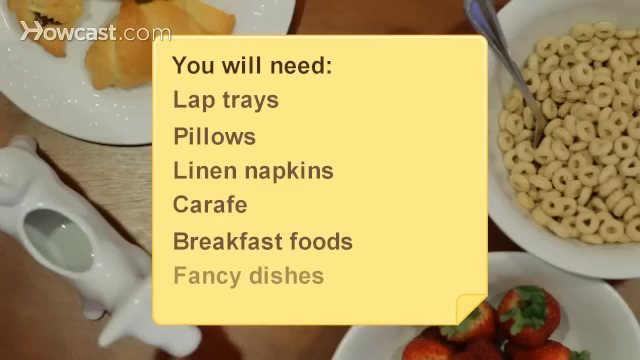 Howcast.com
You will need:
Lap trays
Pillows
Linen napkins
Carafe
Breakfast foods
Fancy dishes